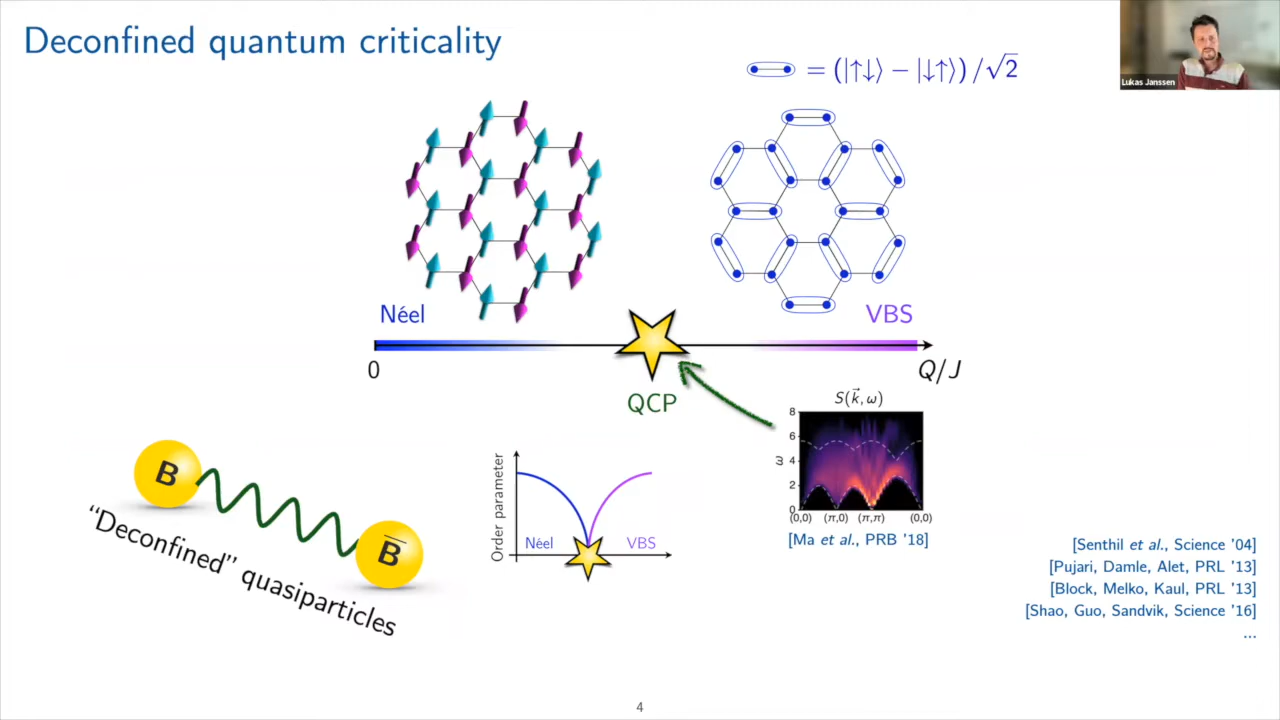 Deconfined quantum criticality
Lukas Janssen
= (|↑↓⟩ − |↓↑⟩) /√2
Néel
VBS
0
Q/J
QCP
S(k⃗, ω)
8
6
4
2
0
ω
(0,0) (π,0) (π,π) (0,0)
[Ma et al., PRB '18]
B
B̅
"Deconfined" quasiparticles
Order parameter
Néel
VBS
[Senthil et al., Science '04]
[Pujari, Damle, Alet, PRL '13]
[Block, Melko, Kaul, PRL '13]
[Shao, Guo, Sandvik, Science '16]
...
4